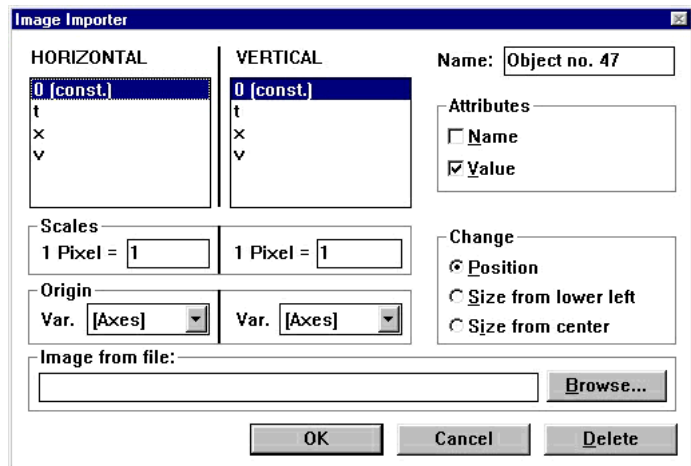 Image Importer
HORIZONTAL
0 (const.)
t
x
v
VERTICAL
0 (const.)
t
x
v
Name: Object no. 47
Attributes
Name
Value
Scales
1 Pixel = 1
1 Pixel = 1
Origin
Var. [Axes]
Var. [Axes]
Change
Position
Size from lower left
Size from center
Image from file:
Browse...
OK
Cancel
Delete